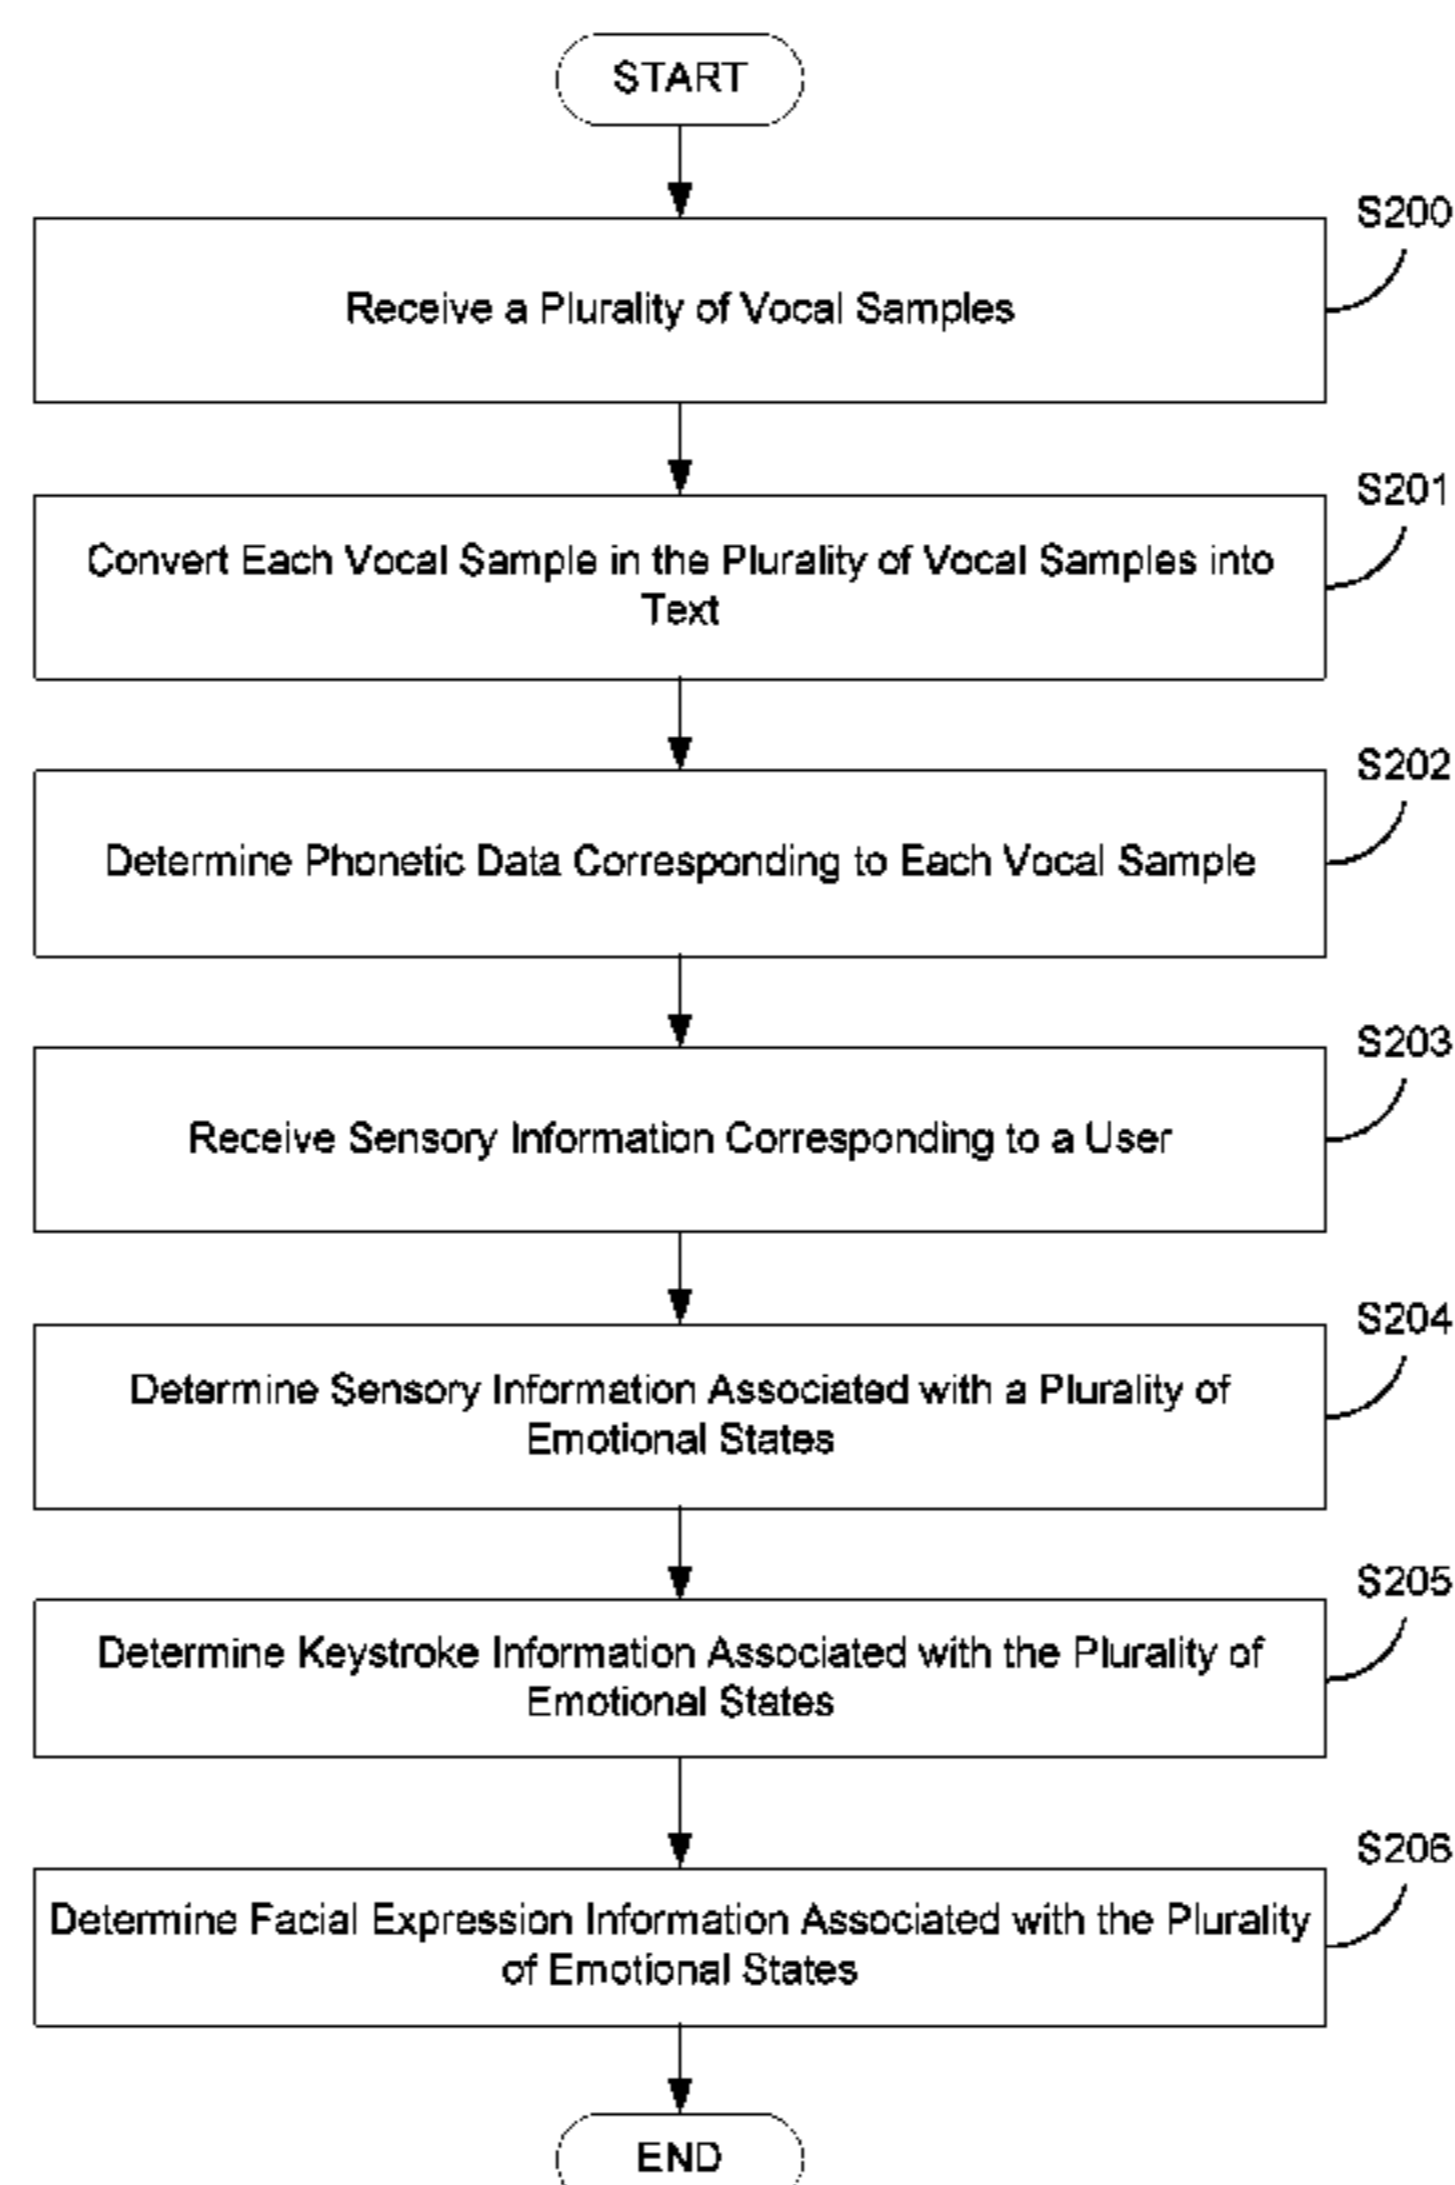 START
S200
Receive a Plurality of Vocal Samples
S201
Convert Each Vocal Sample in the Plurality of Vocal Samples into
Text
S202
Determine Phonetic Data Corresponding to Each Vocal Sample
S203
Receive Sensory Information Corresponding to a User
S204
Determine Sensory Information Associated with a Plurality of
Emotional States
S205
Determine Keystroke Information Associated with the Plurality of
Emotional States
S206
Determine Facial Expression Information Associated with the Plurality
of Emotional States
END